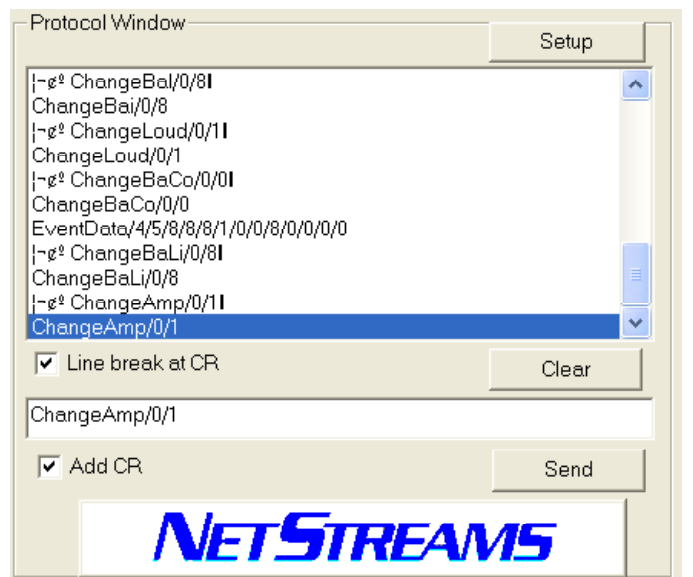 Protocol Window
Setup
¦¬¢º ChangeBal/0/8I
ChangeBal/0/8
¦¬¢º ChangeLoud/0/1I
ChangeLoud/0/1
¦¬¢º ChangeBaCo/0/0I
ChangeBaCo/0/0
EventData/4/5/8/8/8/1/0/0/8/0/0/0/0
¦¬¢º ChangeBaLi/0/8I
ChangeBaLi/0/8
¦¬¢º ChangeAmp/0/1I
ChangeAmp/0/1
Line break at CR
Clear
ChangeAmp/0/1
Add CR
Send
NETSTREAMS